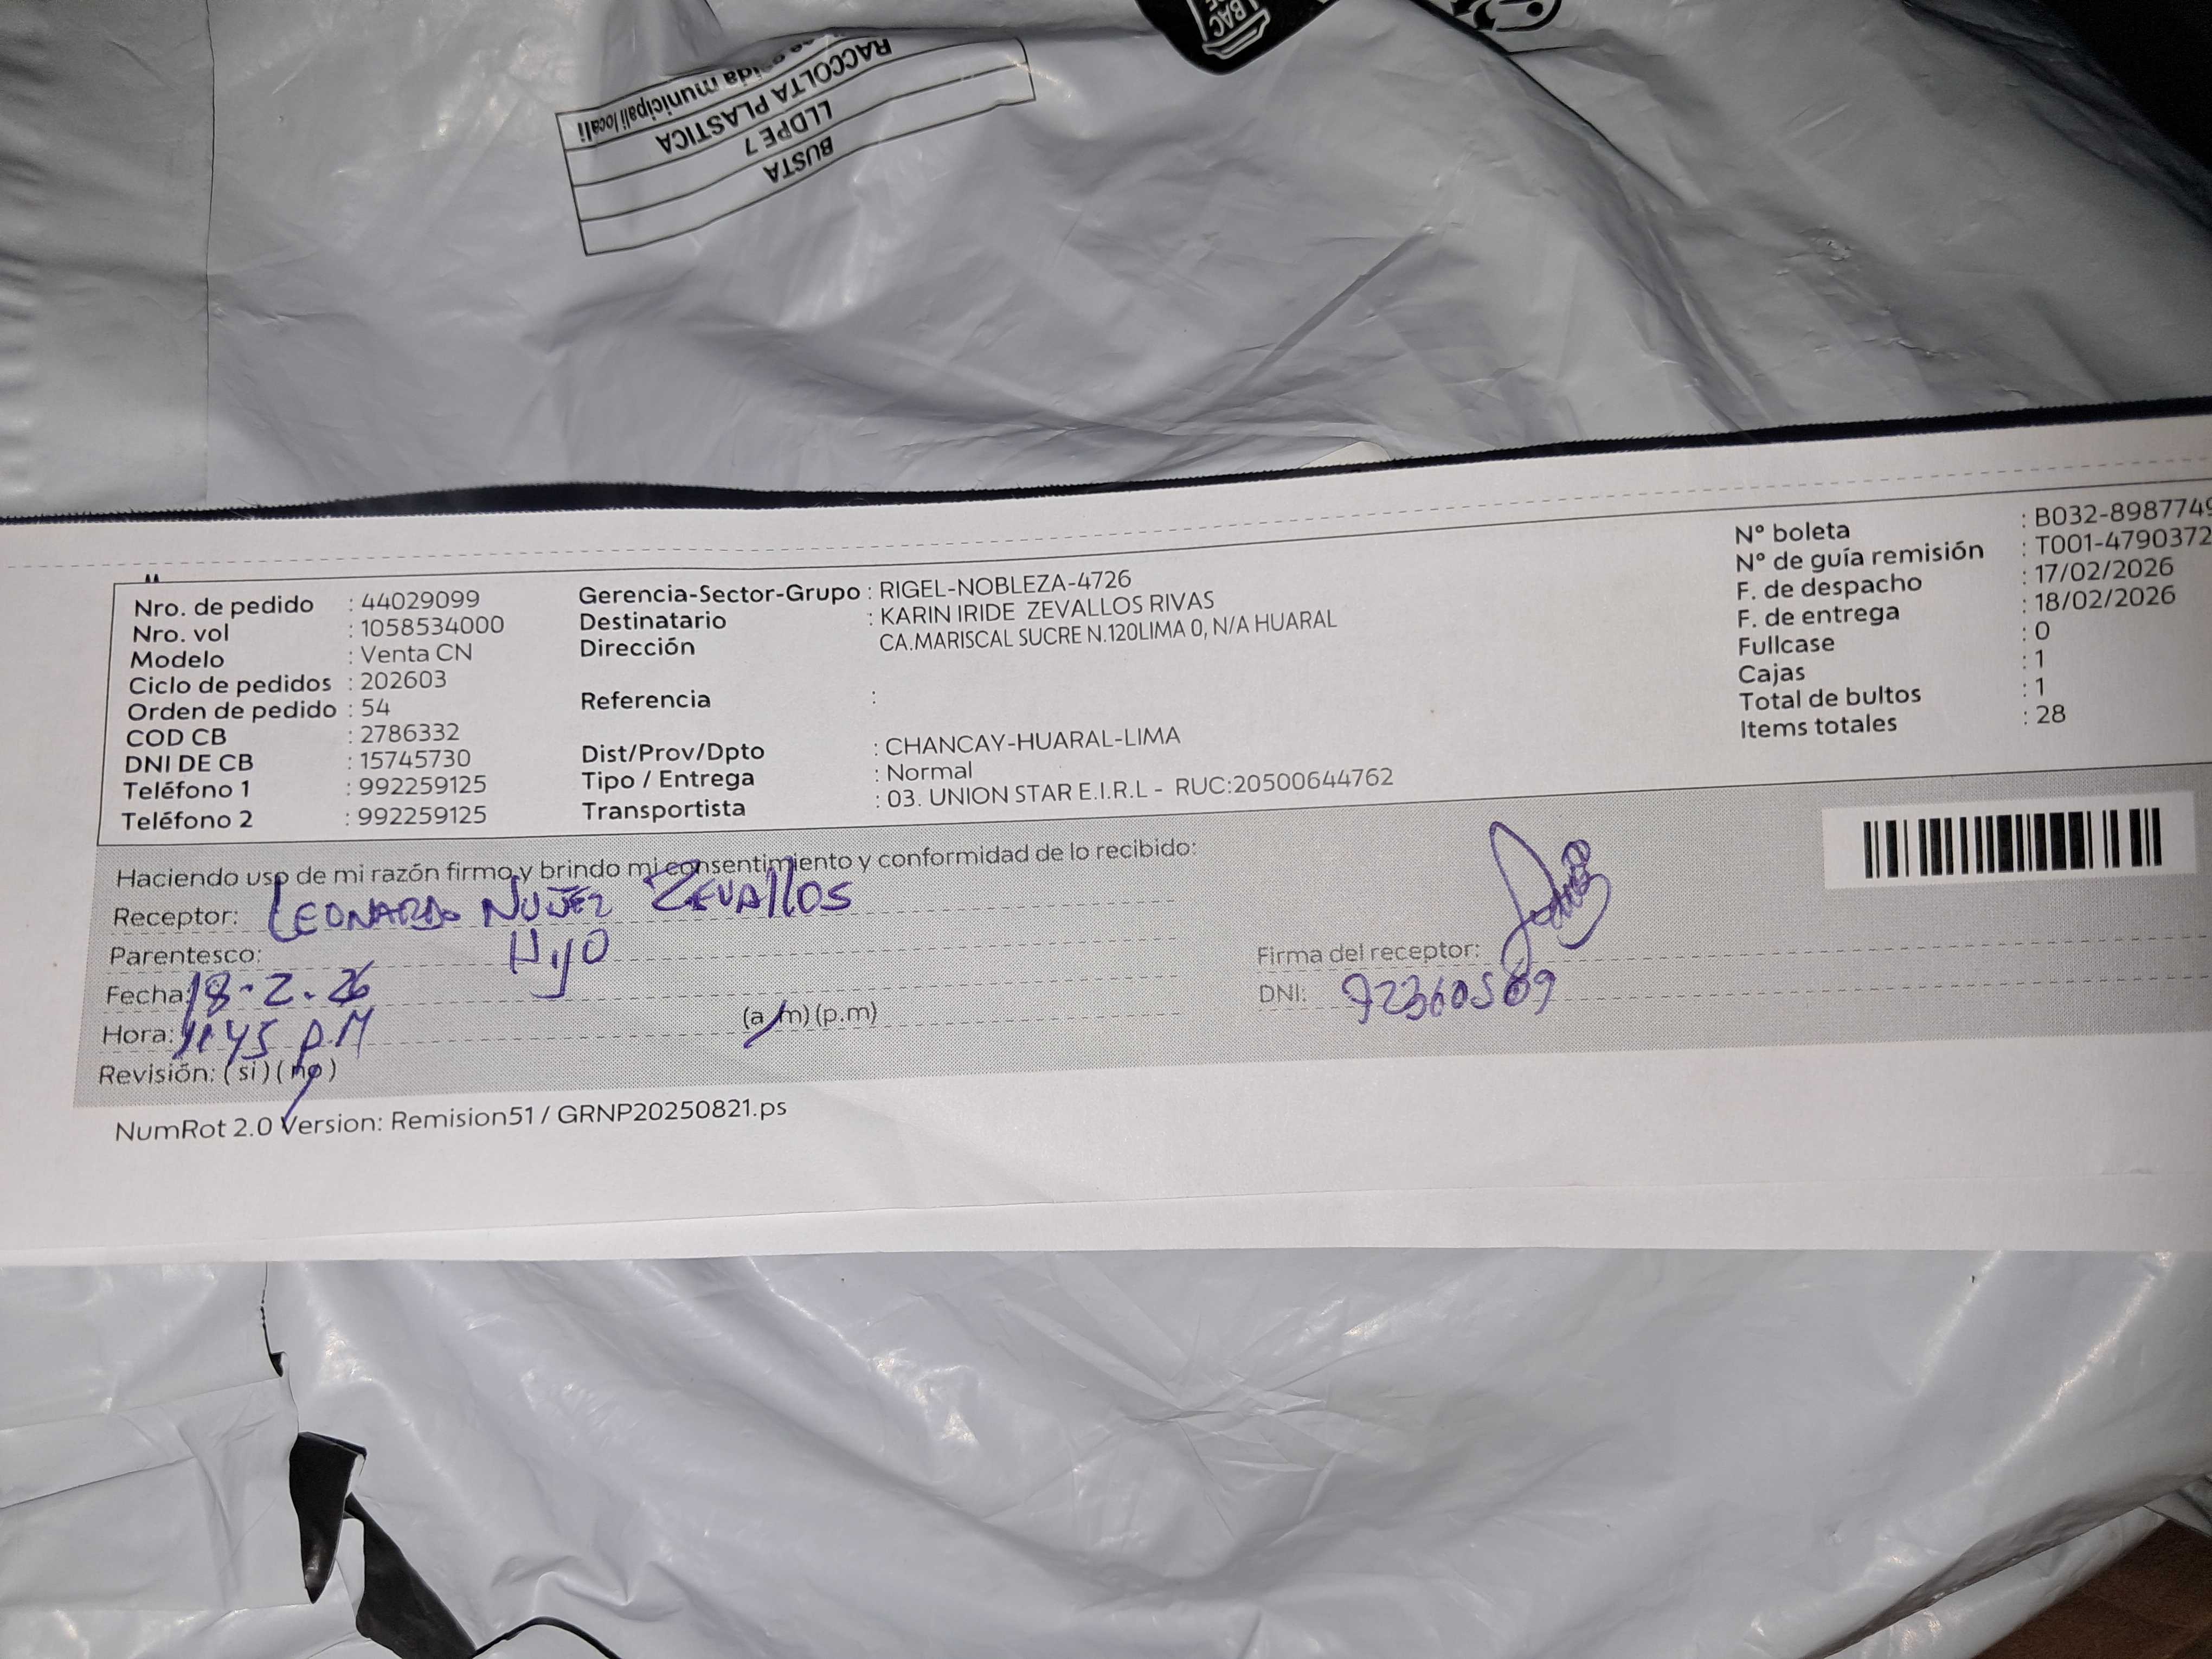 BUSTA
LLDPE 7
RACCOLTA PLASTICA
municipali/locali
Nro. de pedido : 44029099
Nro. vol : 1058534000
Modelo : Venta CN
Ciclo de pedidos : 202603
Orden de pedido : 54
COD CB : 2786332
DNI DE CB : 15745730
Teléfono 1 : 992259125
Teléfono 2 : 992259125
Gerencia-Sector-Grupo : RIGEL-NOBLEZA-4726
Destinatario : KARIN IRIDE ZEVALLOS RIVAS
Dirección CA.MARISCAL SUCRE N.120LIMA 0, N/A HUARAL
Referencia :
Dist/Prov/Dpto : CHANCAY-HUARAL-LIMA
Tipo / Entrega : Normal
Transportista : 03. UNION STAR E.I.R.L - RUC:20500644762
N° boleta : B032-8987749
N° de guía remisión : T001-4790372
F. de despacho : 17/02/2026
F. de entrega : 18/02/2026
Fullcase : 0
Cajas : 1
Total de bultos : 1
Items totales : 28
Haciendo uso de mi razón firmo y brindo mi consentimiento y conformidad de lo recibido:
Receptor: LEONARDO NUÑEZ ZEVALLOS
Parentesco: HIJO
Fecha: 18-2-26
Hora: 11:45 P.M (a.m)(p.m)
Revisión: (si)(no)
Firma del receptor:
DNI: 72360569
NumRot 2.0 Version: Remision51 / GRNP20250821.ps